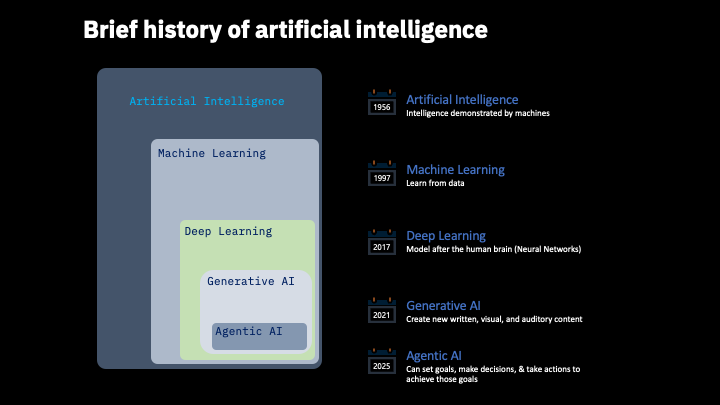 Brief history of artificial intelligence
Artificial Intelligence
Machine Learning
Deep Learning
Generative AI
Agentic AI
1956
Artificial Intelligence
Intelligence demonstrated by machines
1997
Machine Learning
Learn from data
2017
Deep Learning
Model after the human brain (Neural Networks)
2021
Generative AI
Create new written, visual, and auditory content
2025
Agentic AI
Can set goals, make decisions, & take actions to
achieve those goals